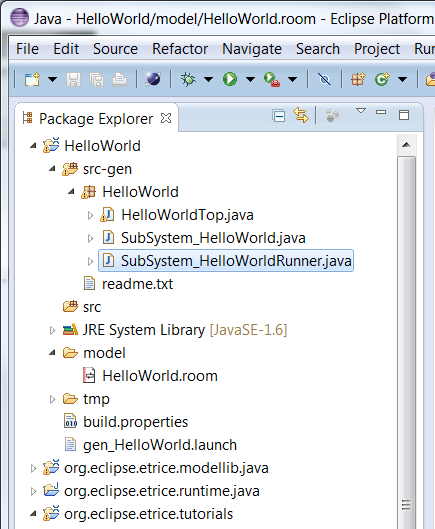 Java - HelloWorld/model/HelloWorld.room - Eclipse Platform
File Edit Source Refactor Navigate Search Project Run
Package Explorer
HelloWorld
src-gen
HelloWorld
HelloWorldTop.java
SubSystem_HelloWorld.java
SubSystem_HelloWorldRunner.java
readme.txt
src
JRE System Library [JavaSE-1.6]
model
HelloWorld.room
tmp
build.properties
gen_HelloWorld.launch
org.eclipse.etrice.modellib.java
org.eclipse.etrice.runtime.java
org.eclipse.etrice.tutorials